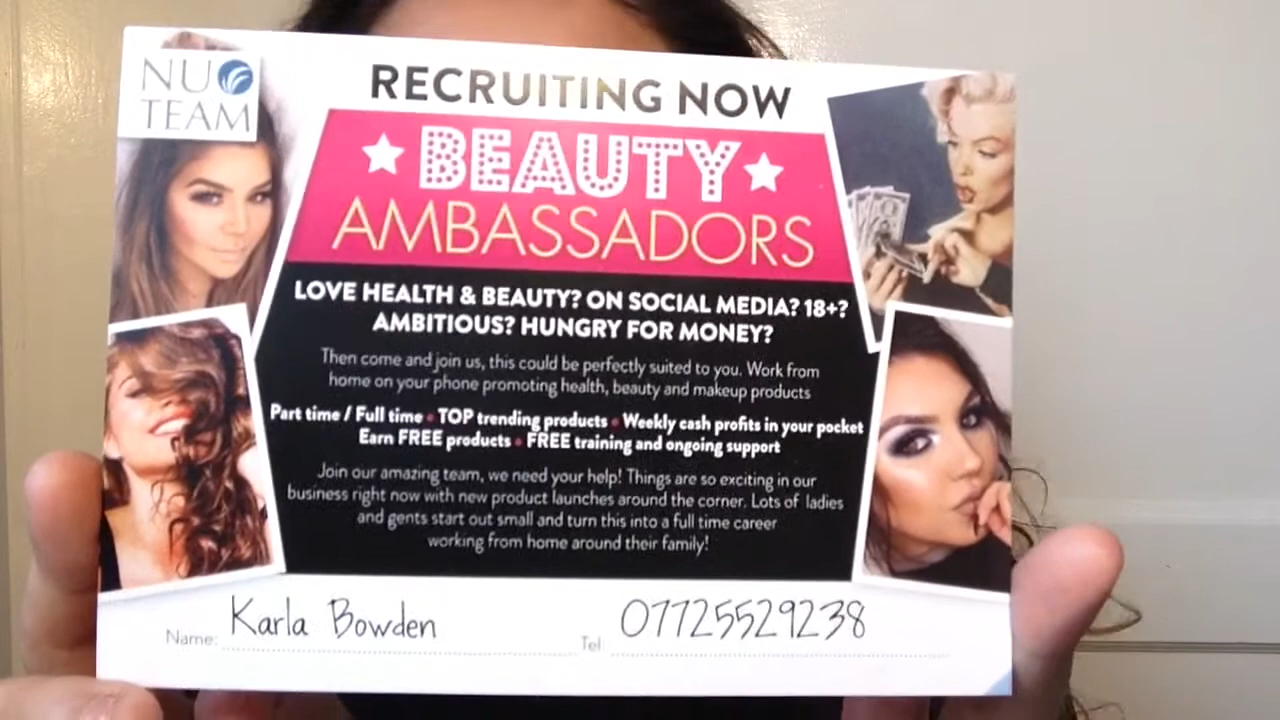 NU
TEAM
RECRUITING NOW
BEAUTY
AMBASSADORS
LOVE HEALTH & BEAUTY? ON SOCIAL MEDIA? 18+?
AMBITIOUS? HUNGRY FOR MONEY?
Then come and join us, this could be perfectly suited to you. Work from
home on your phone promoting health, beauty and makeup products
Part time / Full time • TOP trending products • Weekly cash profits in your pocket
Earn FREE products • FREE training and ongoing support
Join our amazing team, we need your help! Things are so exciting in our
business right now with new product launches around the corner. Lots of ladies
and gents start out small and turn this into a full time career
working from home around their family!
Name: Karla Bowden Tel 07725529238